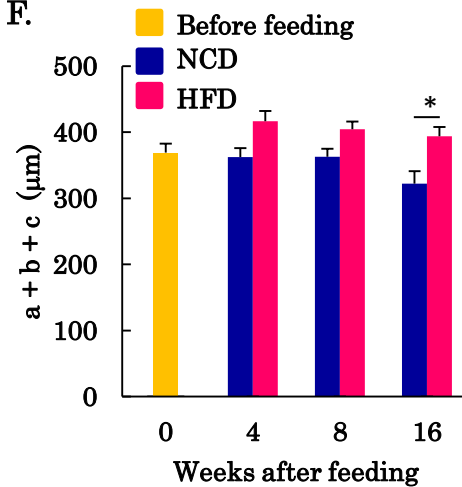 F.
Before feeding
NCD
HFD
500
400
300
200
100
0
a + b + c (μm)
*
0 4 8 16
Weeks after feeding